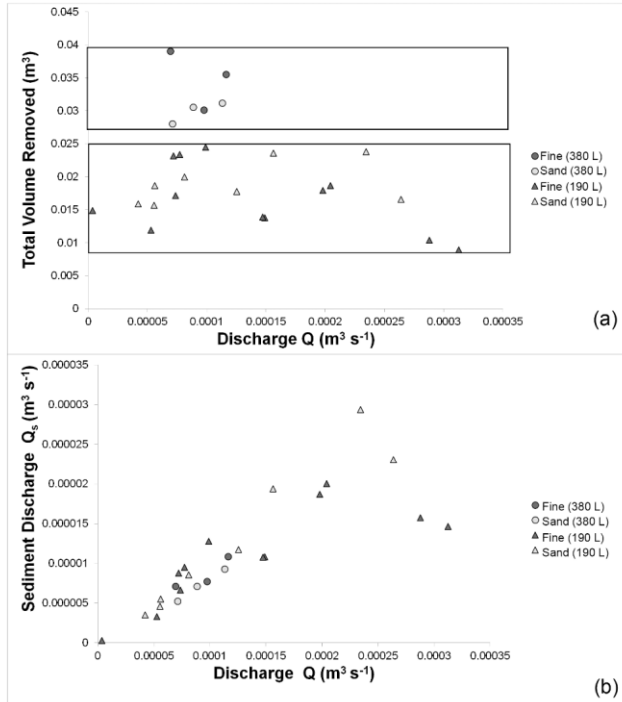 0.04
0.035
0.03
0.025
0.02
0.015
0.01
0.005
0
Total Volume Removed (m³)
0 0.00005 0.0001 0.00015 0.0002 0.00025 0.0003 0.00035
Discharge Q (m³ s⁻¹)
Fine (380 L)
Sand (380 L)
Fine (190 L)
Sand (190 L)
(a)
0.000035
0.00003
0.000025
0.00002
0.000015
0.00001
0.000005
0
Sediment Discharge Qₛ (m³ s⁻¹)
0 0.00005 0.0001 0.00015 0.0002 0.00025 0.0003 0.00035
Discharge Q (m³ s⁻¹)
Fine (380 L)
Sand (380 L)
Fine (190 L)
Sand (190 L)
(b)